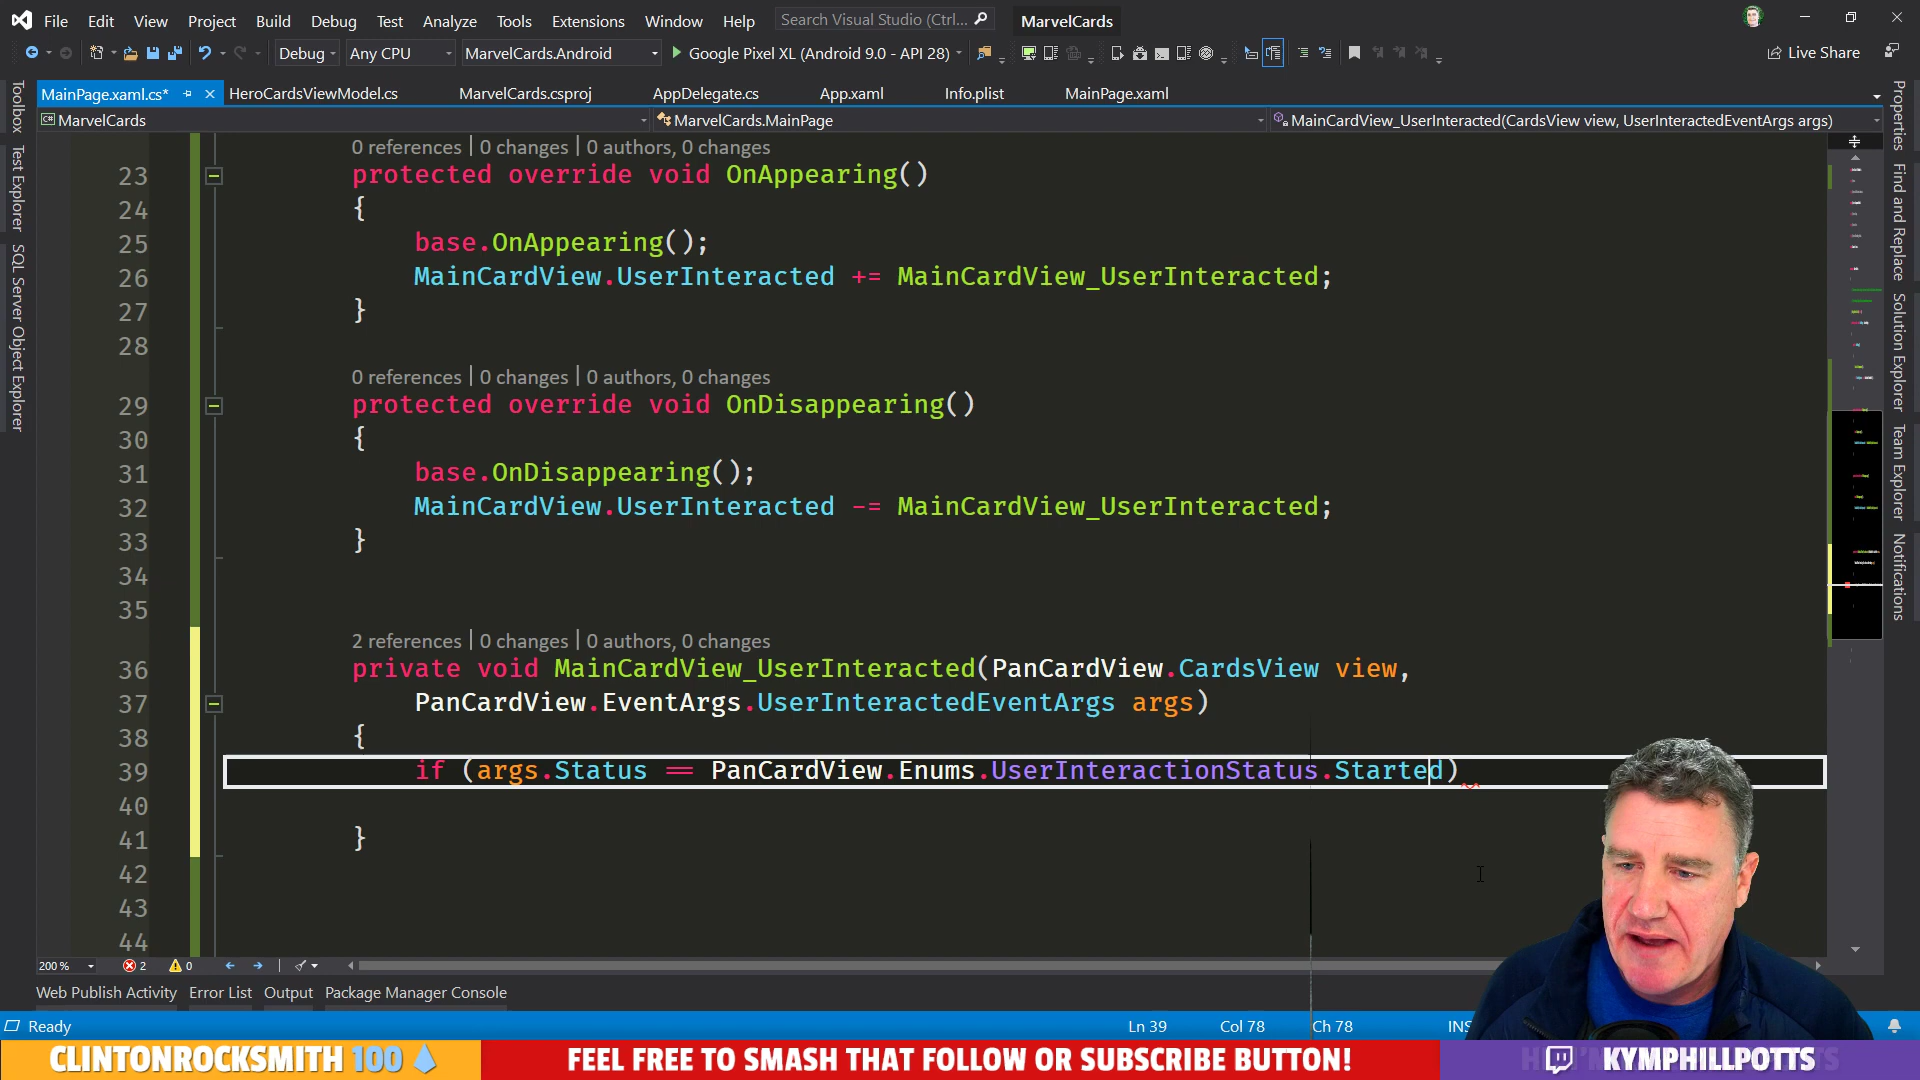 File Edit View Project Build Debug Test Analyze Tools Extensions Window Help Search Visual Studio (Ctrl... MarvelCards
Debug Any CPU MarvelCards.Android Google Pixel XL (Android 9.0 - API 28) Live Share
MainPage.xaml.cs* HeroCardsViewModel.cs MarvelCards.csproj AppDelegate.cs App.xaml Info.plist MainPage.xaml
MarvelCards MarvelCards.MainPage MainCardView_UserInteracted(CardsView view, UserInteractedEventArgs args)
Toolbox
Test Explorer
SQL Server Object Explorer
0 references | 0 changes | 0 authors, 0 changes
23 protected override void OnAppearing()
24 {
25 base.OnAppearing();
26 MainCardView.UserInteracted += MainCardView_UserInteracted;
27 }
28
0 references | 0 changes | 0 authors, 0 changes
29 protected override void OnDisappearing()
30 {
31 base.OnDisappearing();
32 MainCardView.UserInteracted -= MainCardView_UserInteracted;
33 }
34
35
2 references | 0 changes | 0 authors, 0 changes
36 private void MainCardView_UserInteracted(PanCardView.CardsView view,
37 PanCardView.EventArgs.UserInteractedEventArgs args)
38 {
39 if (args.Status == PanCardView.Enums.UserInteractionStatus.Started)
40
41 }
42
43
44
Properties
Find and Replace
Solution Explorer
Team Explorer
Notifications
200 % 2 0
Web Publish Activity Error List Output Package Manager Console
Ready Ln 39 Col 78 Ch 78 INS
CLINTONROCKSMITH 100 FEEL FREE TO SMASH THAT FOLLOW OR SUBSCRIBE BUTTON! KYMPHILLPOTTS